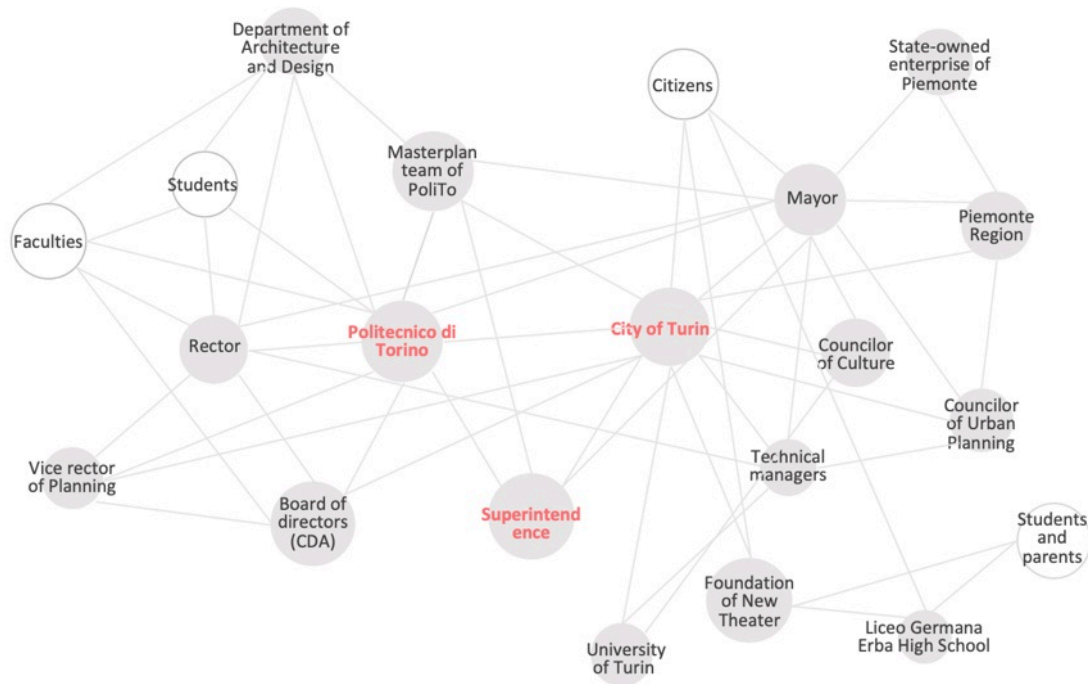 Department of
Architecture
and Design
Citizens
State-owned
enterprise of
Piemonte
Masterplan
team of
PoliTo
Students
Mayor
Piemonte
Region
Faculties
Rector
Politecnico di
Torino
City of Turin
Councilor
of Culture
Councilor
of Urban
Planning
Vice rector
of Planning
Technical
managers
Board of
directors
(CDA)
Superintend
ence
Students
and
parents
Foundation
of New
Theater
University
of Turin
Liceo Germana
Erba High School